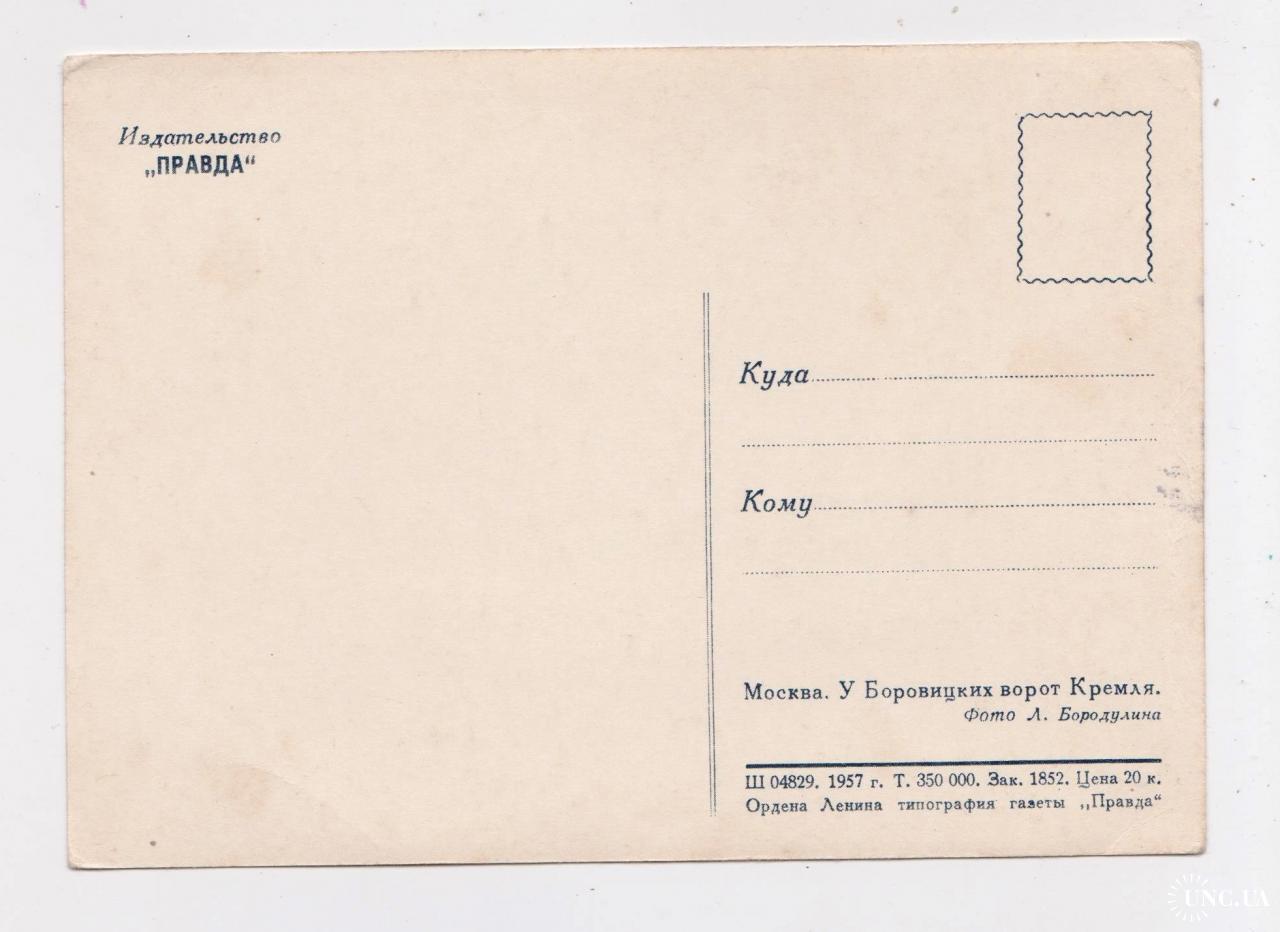 Издательство
„ПРАВДА“
Куда
Кому
Москва. У Боровицких ворот Кремля.
Фото Л. Бородулина
Ш 04829. 1957 г. Т. 350 000. Зак. 1852. Цена 20 к.
Ордена Ленина типография газеты „Правда“
UNC.UA